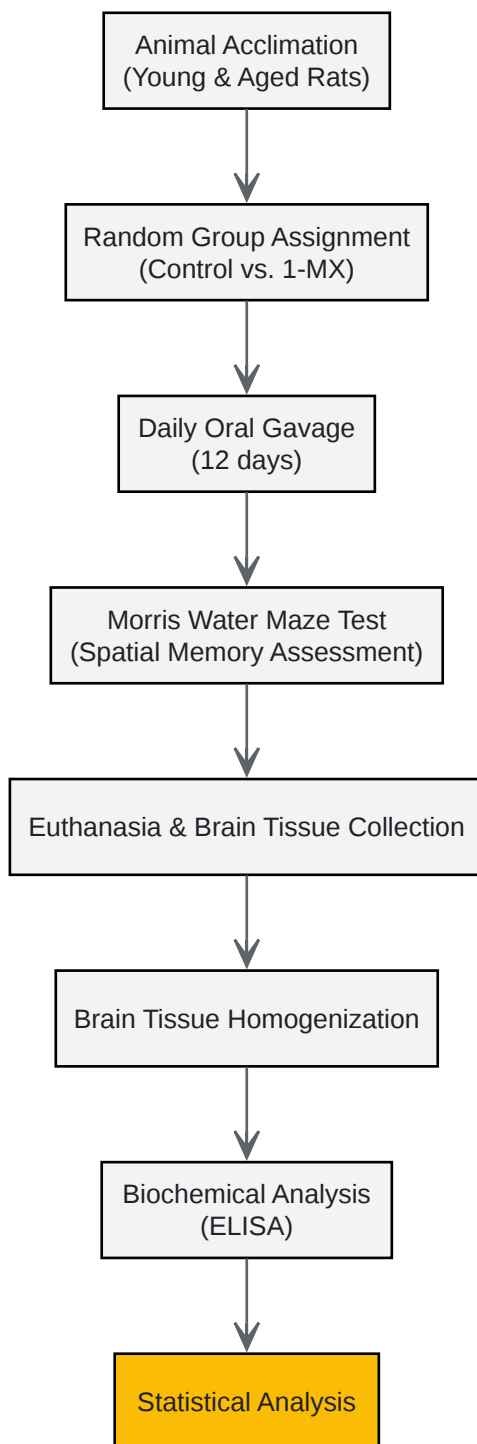 Animal Acclimation
(Young & Aged Rats)
Random Group Assignment
(Control vs. 1-MX)
Daily Oral Gavage
(12 days)
Morris Water Maze Test
(Spatial Memory Assessment)
Euthanasia & Brain Tissue Collection
Brain Tissue Homogenization
Biochemical Analysis
(ELISA)
Statistical Analysis